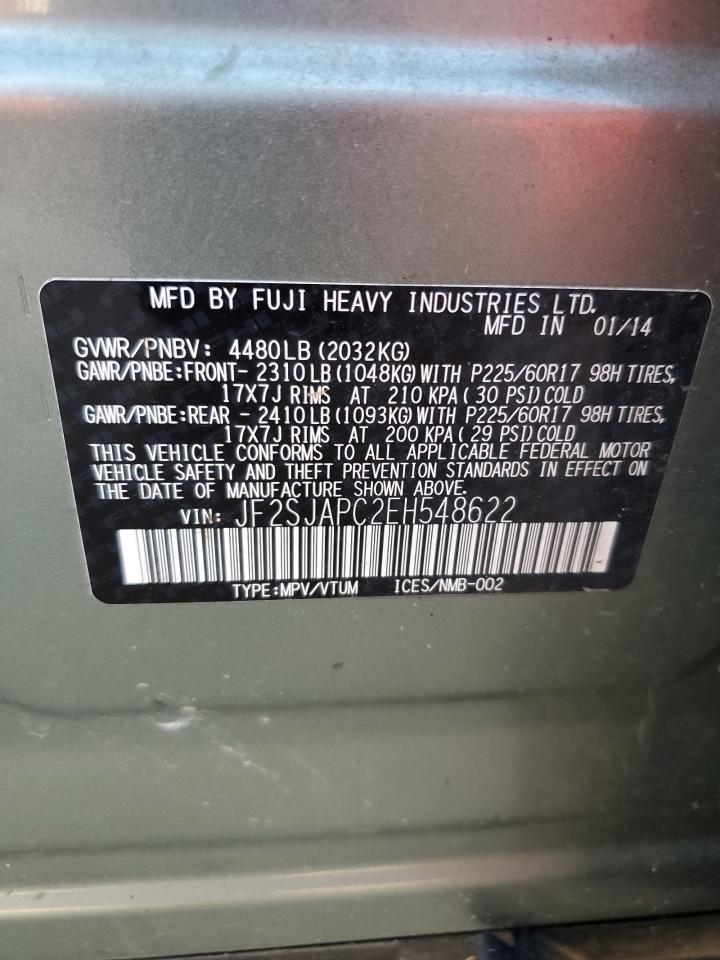 MFD BY FUJI HEAVY INDUSTRIES LTD.
MFD IN 01/14
GVWR/PNBV: 4480LB (2032KG)
GAWR/PNBE:FRONT- 2310LB (1048KG) WITH P225/60R17 98H TIRES,
17X7J RIMS AT 210 KPA ( 30 PSI) COLD
GAWR/PNBE:REAR - 2410LB (1093KG) WITH P225/60R17 98H TIRES,
17X7J RIMS AT 200 KPA ( 29 PSI) COLD
THIS VEHICLE CONFORMS TO ALL APPLICABLE FEDERAL MOTOR
VEHICLE SAFETY AND THEFT PREVENTION STANDARDS IN EFFECT ON
THE DATE OF MANUFACTURE SHOWN ABOVE.
VIN: JF2SJAPC2EH548622
TYPE:MPV/VTUM ICES/NMB-002